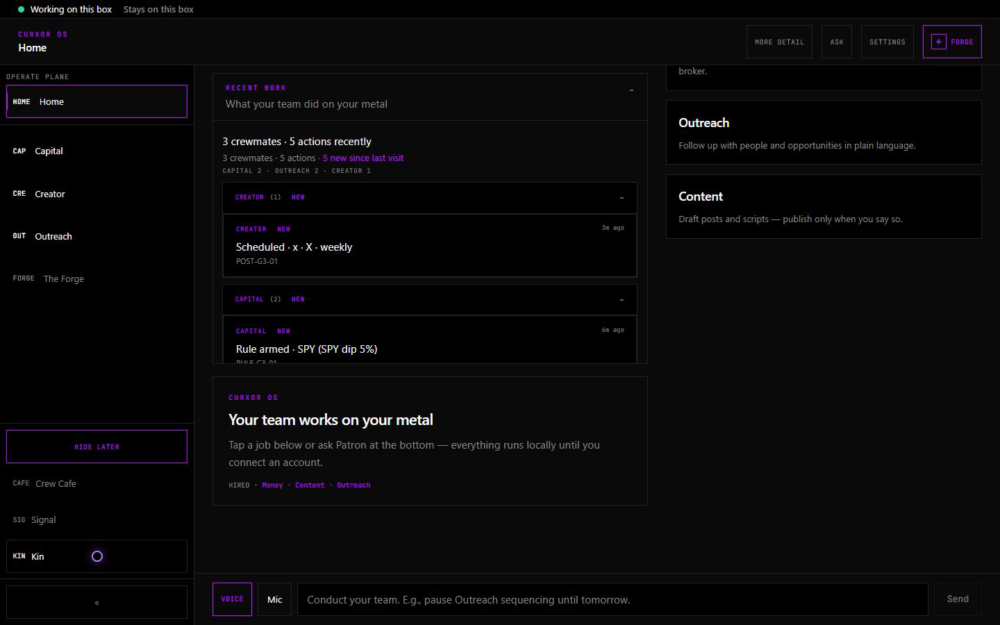 Working on this box Stays on this box
CURXOR OS
Home
MORE DETAIL ASK SETTINGS + FORGE
OPERATE PLANE
HOME Home
CAP Capital
CRE Creator
OUT Outreach
FORGE The Forge
HIDE LATER
CAFE Crew Cafe
SIG Signal
KIN Kin
«
RECENT WORK
What your team did on your metal
–
3 crewmates · 5 actions recently
3 crewmates · 5 actions · 5 new since last visit
CAPITAL 2 · OUTREACH 2 · CREATOR 1
CREATOR (1) NEW –
CREATOR NEW 3m ago
Scheduled · x · X · weekly
POST-G3-01
CAPITAL (2) NEW –
CAPITAL NEW 6m ago
Rule armed · SPY (SPY dip 5%)
RULE-G3-01
CURXOR OS
Your team works on your metal
Tap a job below or ask Patron at the bottom — everything runs locally until you
connect an account.
HIRED · Money · Content · Outreach
broker.
Outreach
Follow up with people and opportunities in plain language.
Content
Draft posts and scripts — publish only when you say so.
VOICE Mic Conduct your team. E.g., pause Outreach sequencing until tomorrow. Send